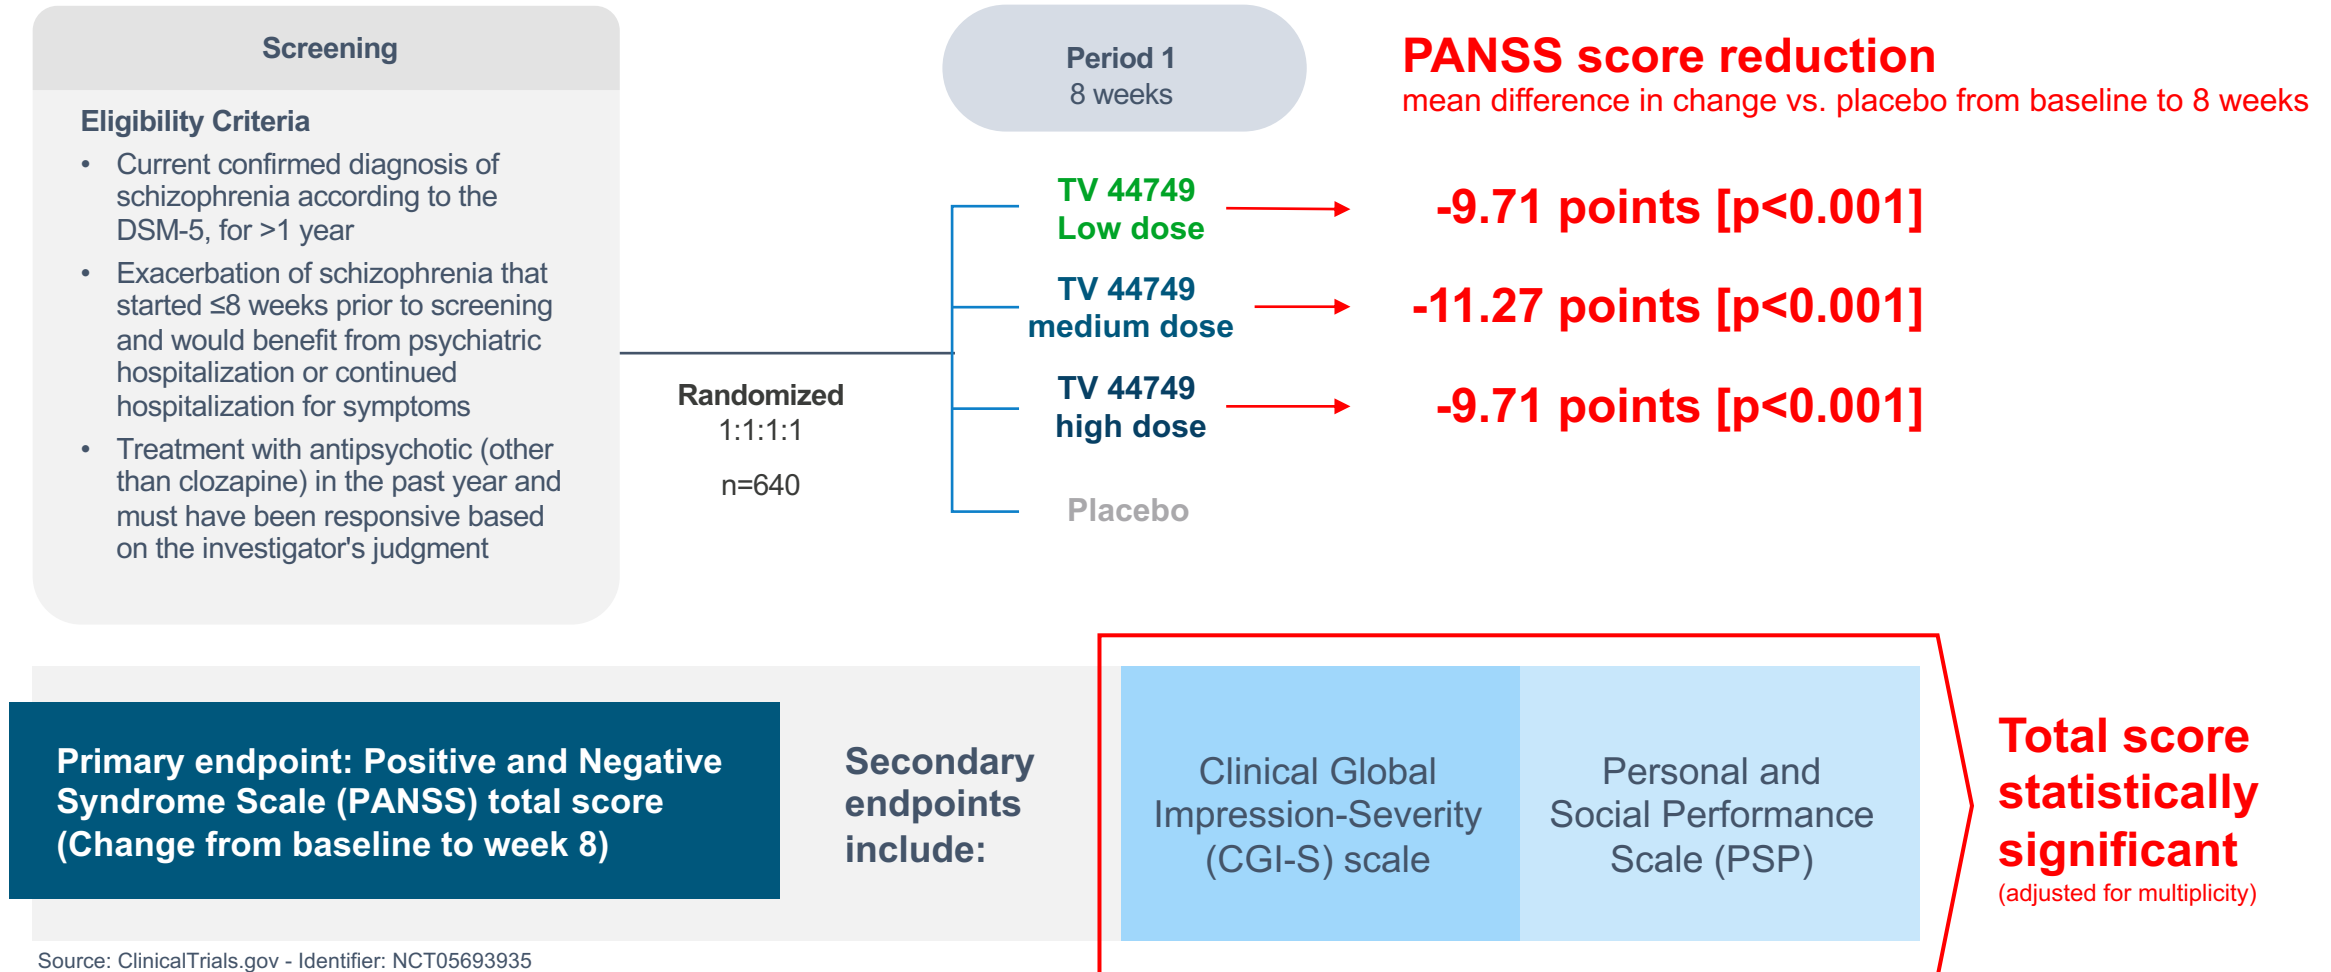 Screening
Eligibility Criteria
• Current confirmed diagnosis of
schizophrenia according to the
DSM-5, for >1 year
• Exacerbation of schizophrenia that
started ≤8 weeks prior to screening
and would benefit from psychiatric
hospitalization or continued
hospitalization for symptoms
• Treatment with antipsychotic (other
than clozapine) in the past year and
must have been responsive based
on the investigator's judgment
Randomized
1:1:1:1
n=640
Period 1
8 weeks
PANSS score reduction
mean difference in change vs. placebo from baseline to 8 weeks
TV 44749
Low dose
-9.71 points [p<0.001]
TV 44749
medium dose
-11.27 points [p<0.001]
TV 44749
high dose
-9.71 points [p<0.001]
Placebo
Primary endpoint: Positive and Negative
Syndrome Scale (PANSS) total score
(Change from baseline to week 8)
Secondary
endpoints
include:
Clinical Global
Impression-Severity
(CGI-S) scale
Personal and
Social Performance
Scale (PSP)
Total score
statistically
significant
(adjusted for multiplicity)
Source: ClinicalTrials.gov - Identifier: NCT05693935